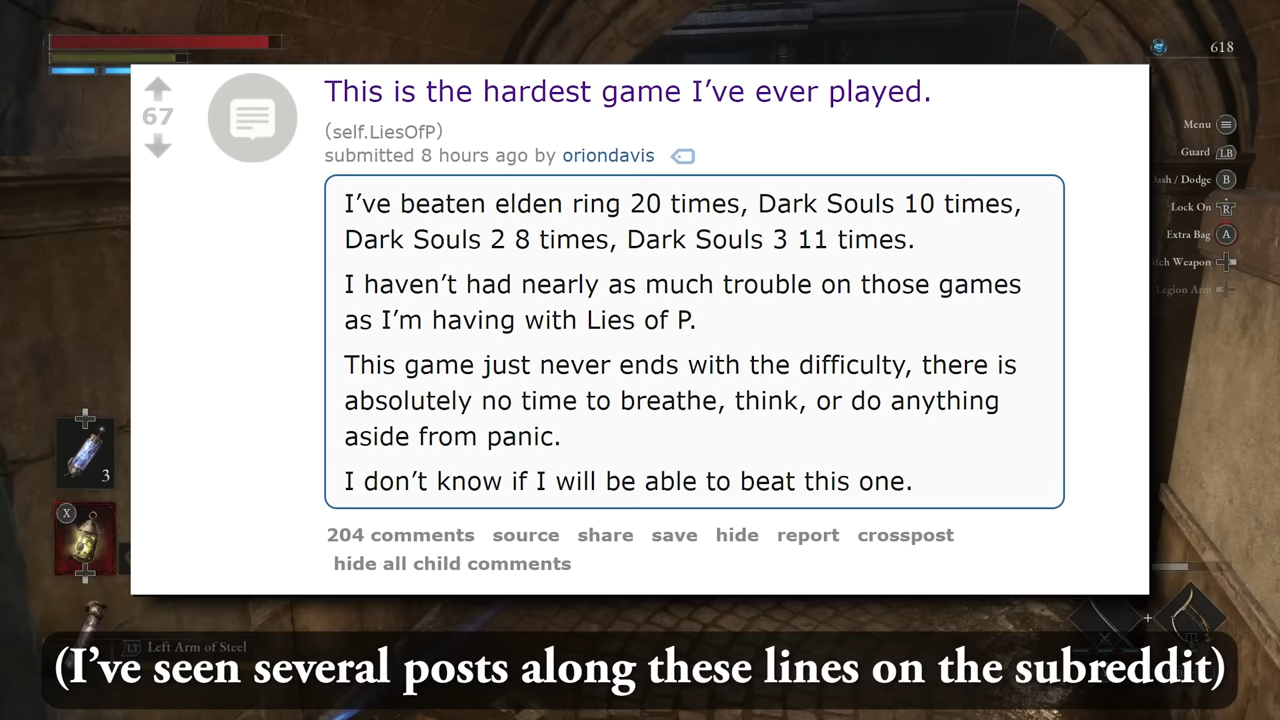 618
67
This is the hardest game I've ever played.
(self.LiesOfP)
submitted 8 hours ago by oriondavis
I've beaten elden ring 20 times, Dark Souls 10 times,
Dark Souls 2 8 times, Dark Souls 3 11 times.
I haven't had nearly as much trouble on those games
as I'm having with Lies of P.
This game just never ends with the difficulty, there is
absolutely no time to breathe, think, or do anything
aside from panic.
I don't know if I will be able to beat this one.
204 comments source share save hide report crosspost
hide all child comments
Menu
Guard LB
/ Dodge B
Lock On R
Extra Bag A
Weapon
Legion Arm
3
X
LT Left Arm of Steel
(I've seen several posts along these lines on the subreddit)